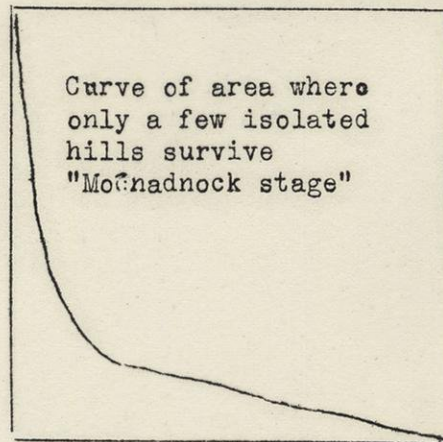 Curve of area where
only a few isolated
hills survive
"Monadnock stage"